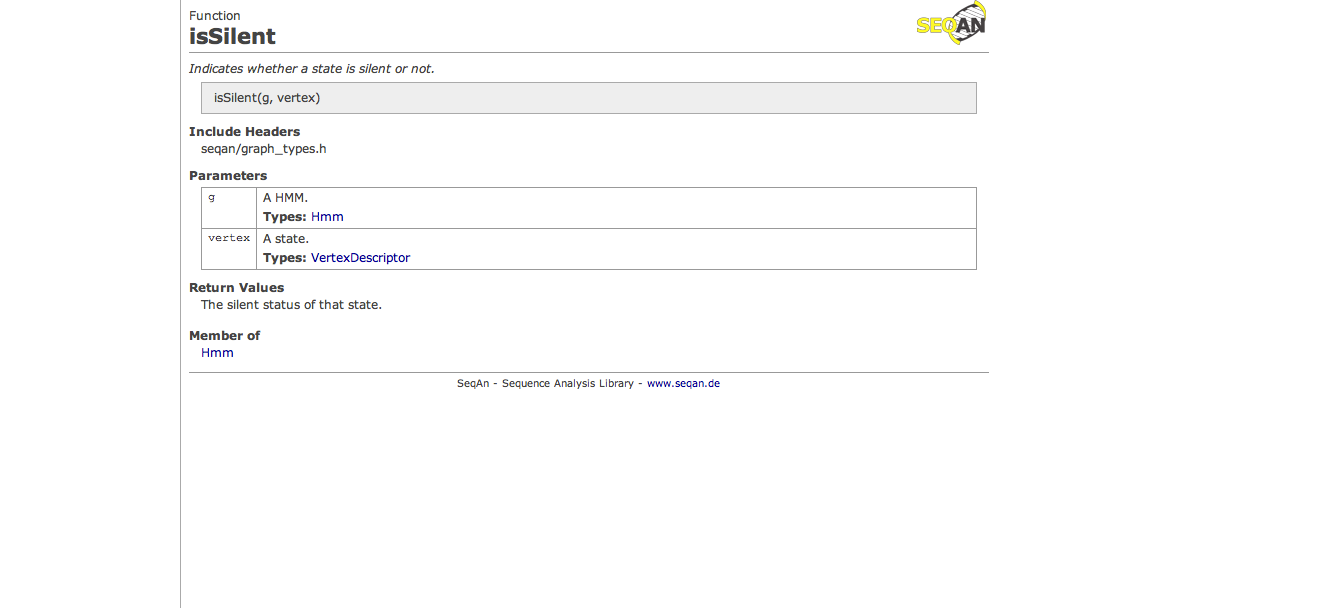 Function
isSilent
SEQAN
Indicates whether a state is silent or not.
isSilent(g, vertex)
Include Headers
seqan/graph_types.h
Parameters
g A HMM.
Types: Hmm
vertex A state.
Types: VertexDescriptor
Return Values
The silent status of that state.
Member of
Hmm
SeqAn - Sequence Analysis Library - www.seqan.de